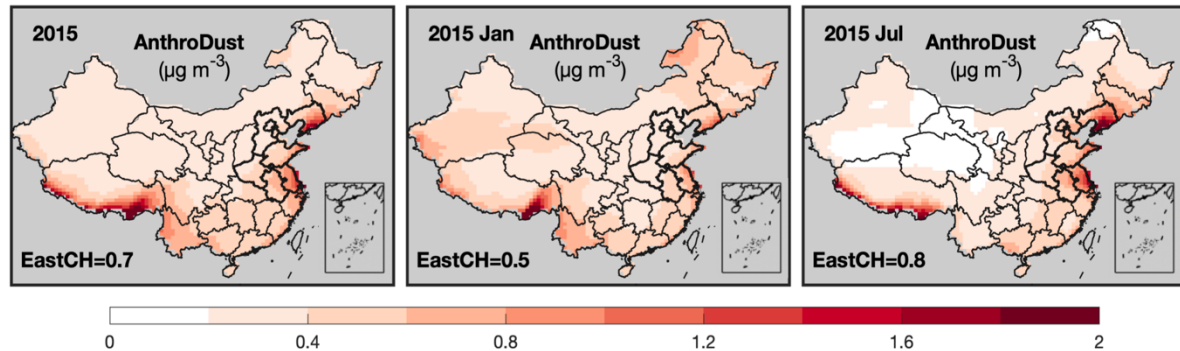 2015
AnthroDust
(μg m⁻³)
EastCH=0.7
2015 Jan
AnthroDust
(μg m⁻³)
EastCH=0.5
2015 Jul
AnthroDust
(μg m⁻³)
EastCH=0.8
0 0.4 0.8 1.2 1.6 2